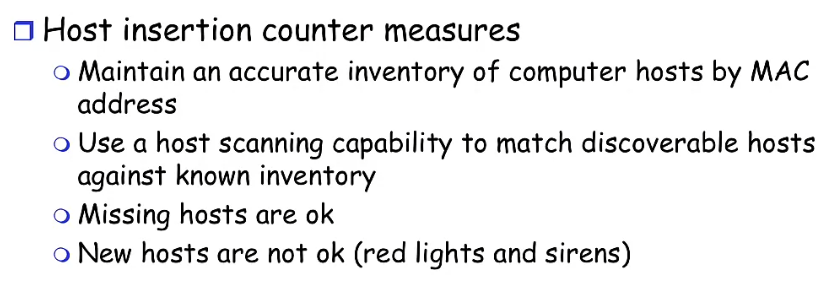 Host insertion counter measures
Maintain an accurate inventory of computer hosts by MAC
address
Use a host scanning capability to match discoverable hosts
against known inventory
Missing hosts are ok
New hosts are not ok (red lights and sirens)